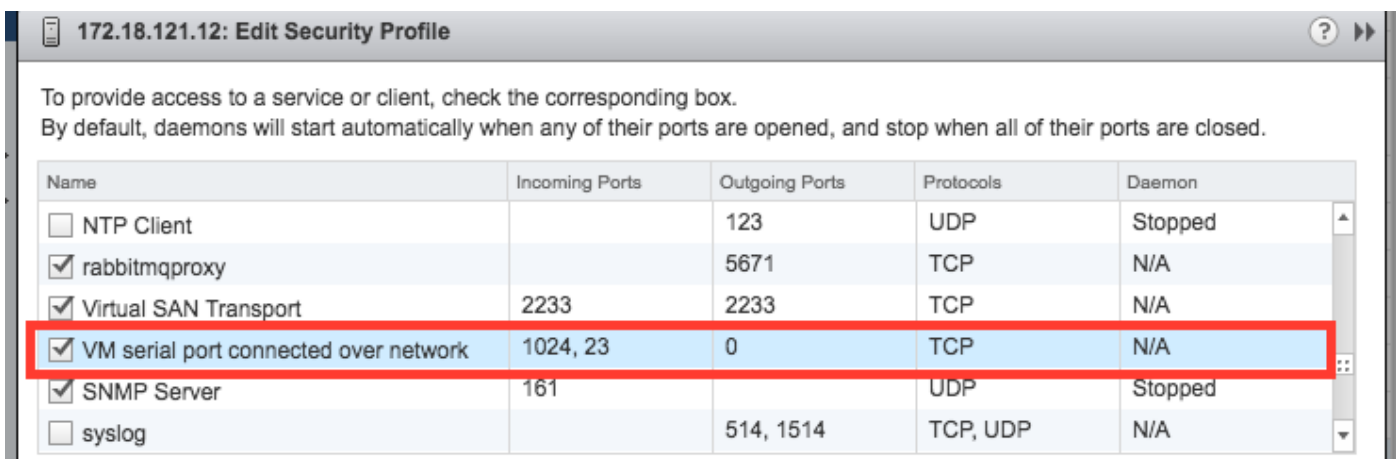 172.18.121.12: Edit Security Profile ?
To provide access to a service or client, check the corresponding box.
By default, daemons will start automatically when any of their ports are opened, and stop when all of their ports are closed.
Name Incoming Ports Outgoing Ports Protocols Daemon
NTP Client 123 UDP Stopped
rabbitmqproxy 5671 TCP N/A
Virtual SAN Transport 2233 2233 TCP N/A
VM serial port connected over network 1024, 23 0 TCP N/A
SNMP Server 161 UDP Stopped
syslog 514, 1514 TCP, UDP N/A